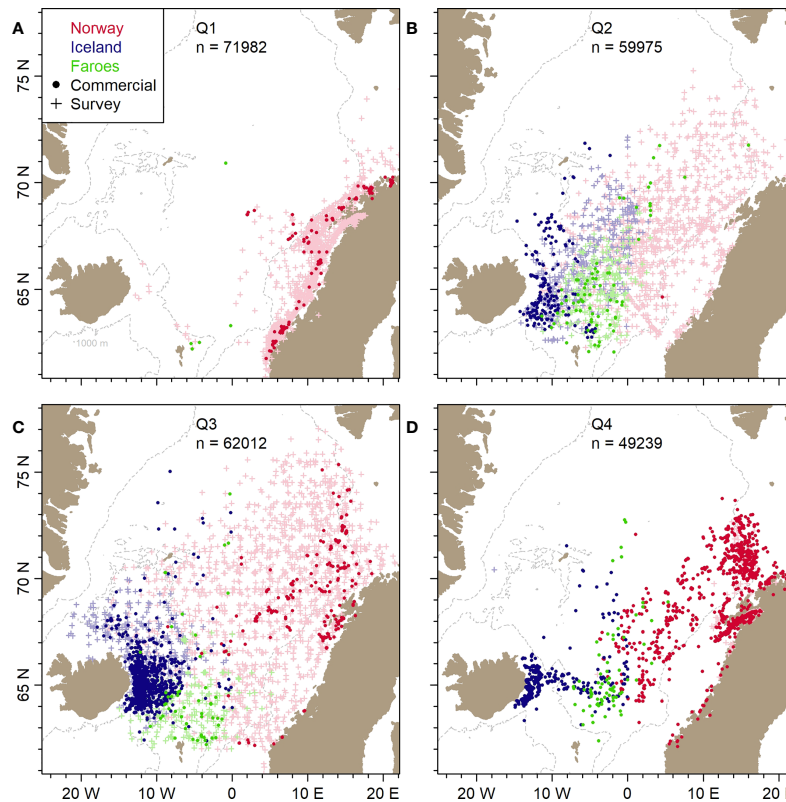 A
Norway
Iceland
Faroes
Commercial
Survey
Q1
n = 71982
75 N
70 N
65 N
1000 m
B
Q2
n = 59975
C
Q3
n = 62012
75 N
70 N
65 N
20 W
10 W
0
10 E
20 E
D
Q4
n = 49239
20 W
10 W
0
10 E
20 E